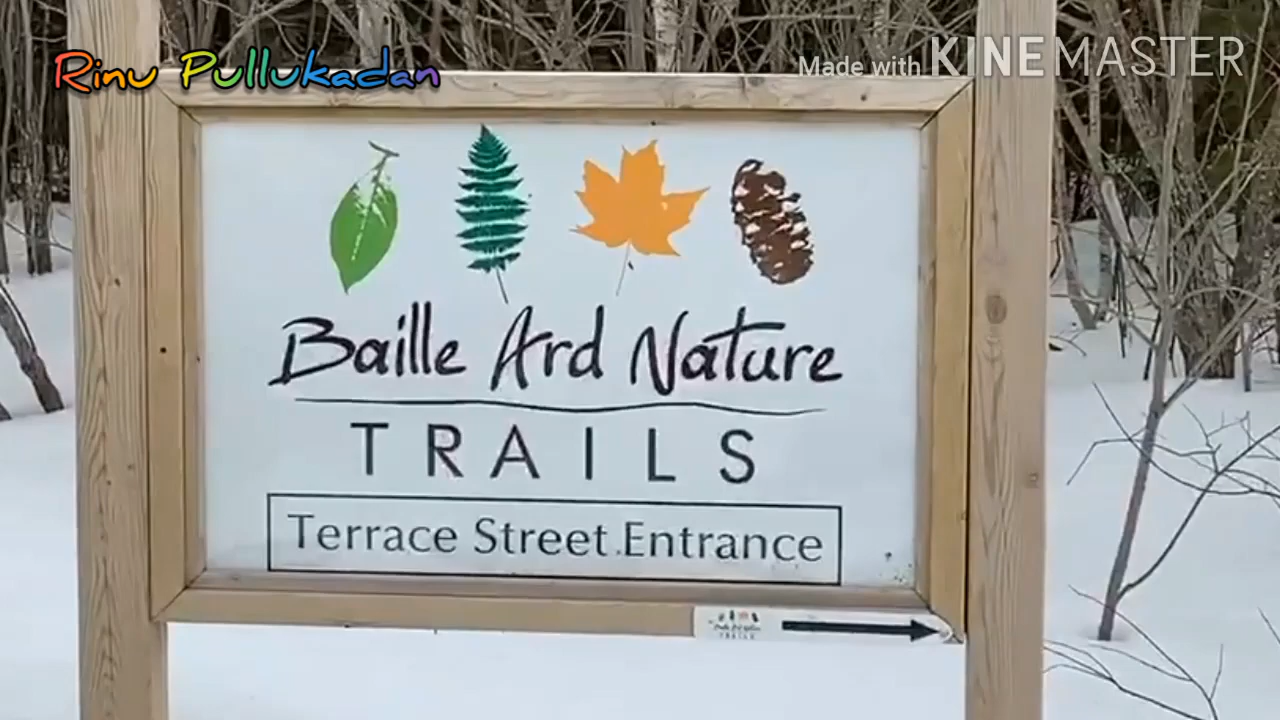 Rinu Pullukadan
Made with KINEMASTER
Baille Ard Nature
TRAILS
Terrace Street Entrance